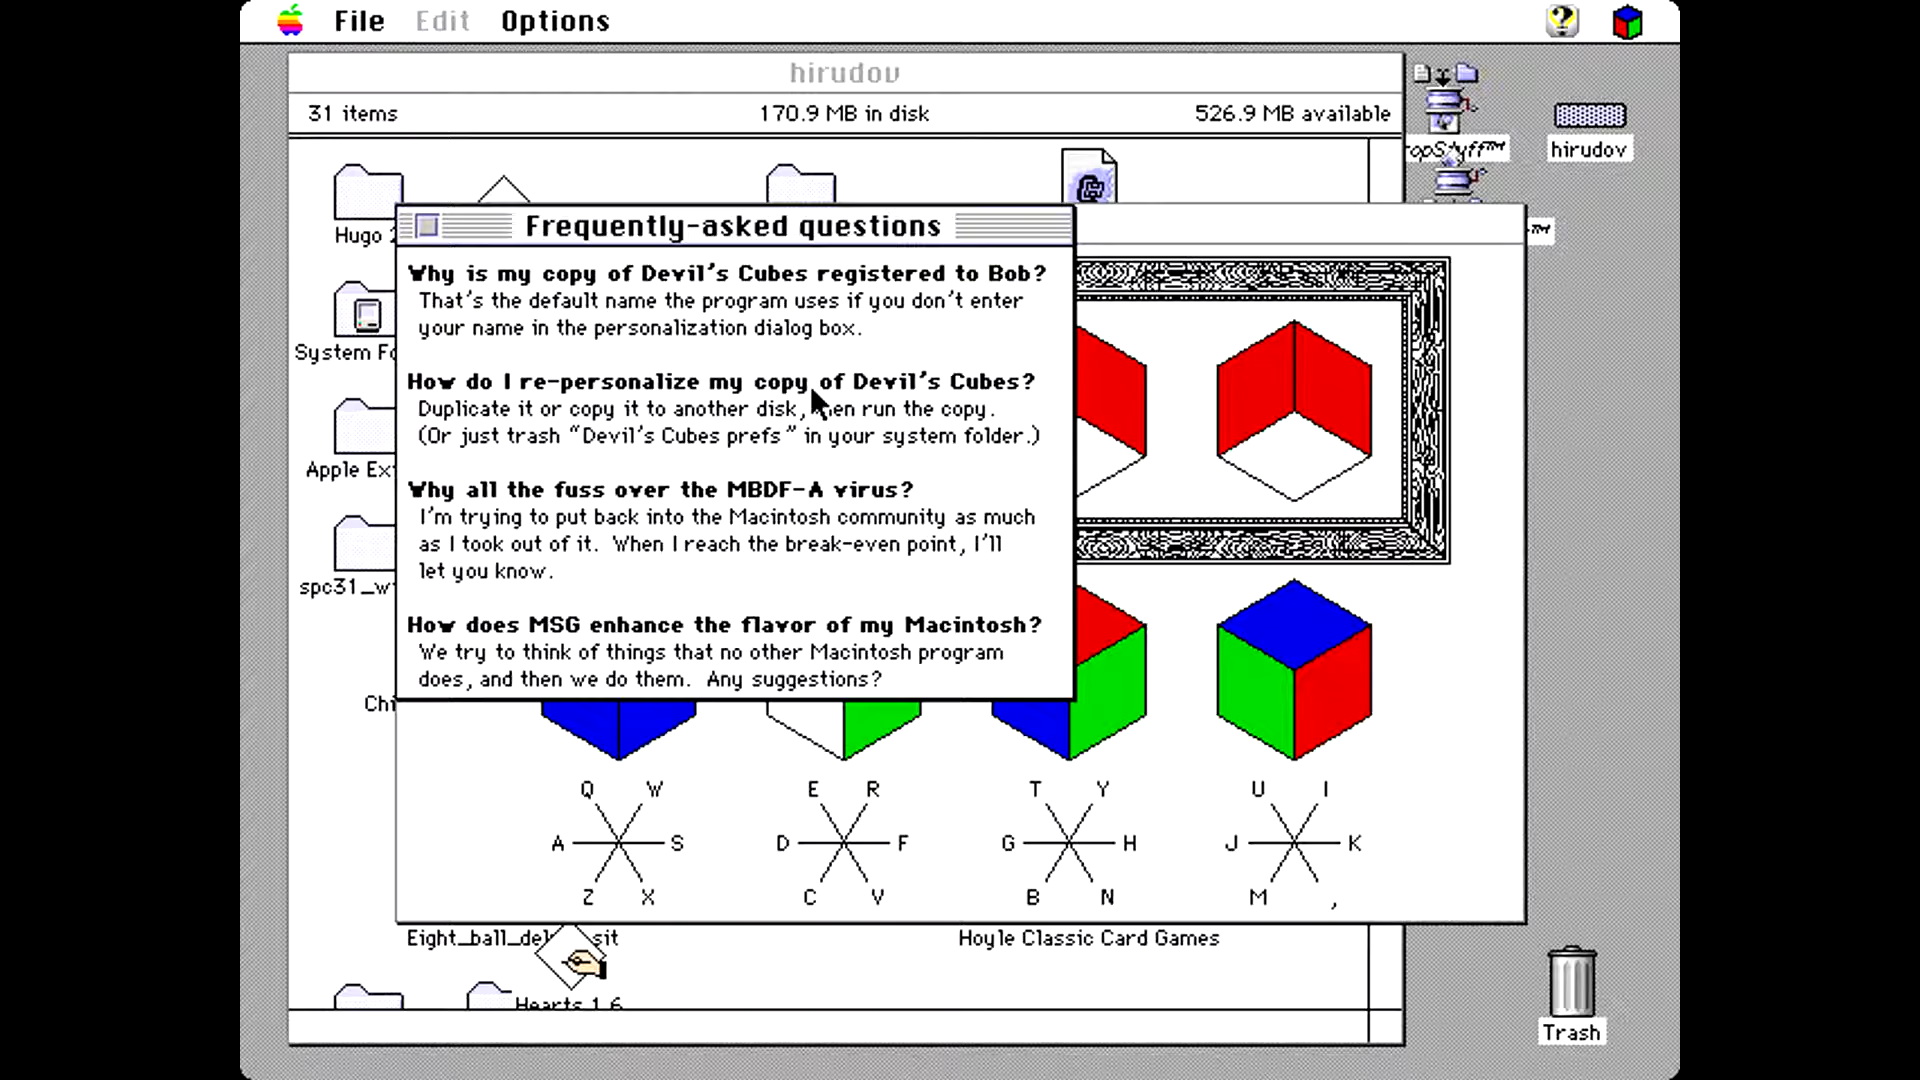 File Edit Options
hirudov
31 items 170.9 MB in disk 526.9 MB available
hirudov
Hugo
System Fo
Apple Ex
spc31_w
Chi
Frequently-asked questions
Why is my copy of Devil's Cubes registered to Bob?
That's the default name the program uses if you don't enter
your name in the personalization dialog box.
How do I re-personalize my copy of Devil's Cubes?
Duplicate it or copy it to another disk, then run the copy.
(Or just trash "Devil's Cubes prefs" in your system folder.)
Why all the fuss over the MBDF-A virus?
I'm trying to put back into the Macintosh community as much
as I took out of it. When I reach the break-even point, I'll
let you know.
How does MSG enhance the flavor of my Macintosh?
We try to think of things that no other Macintosh program
does, and then we do them. Any suggestions?
Q W E R T Y U I
A S D F G H J K
Z X C V B N M ,
Eight_ball_del sit Hoyle Classic Card Games
Hearts 1.6
Trash